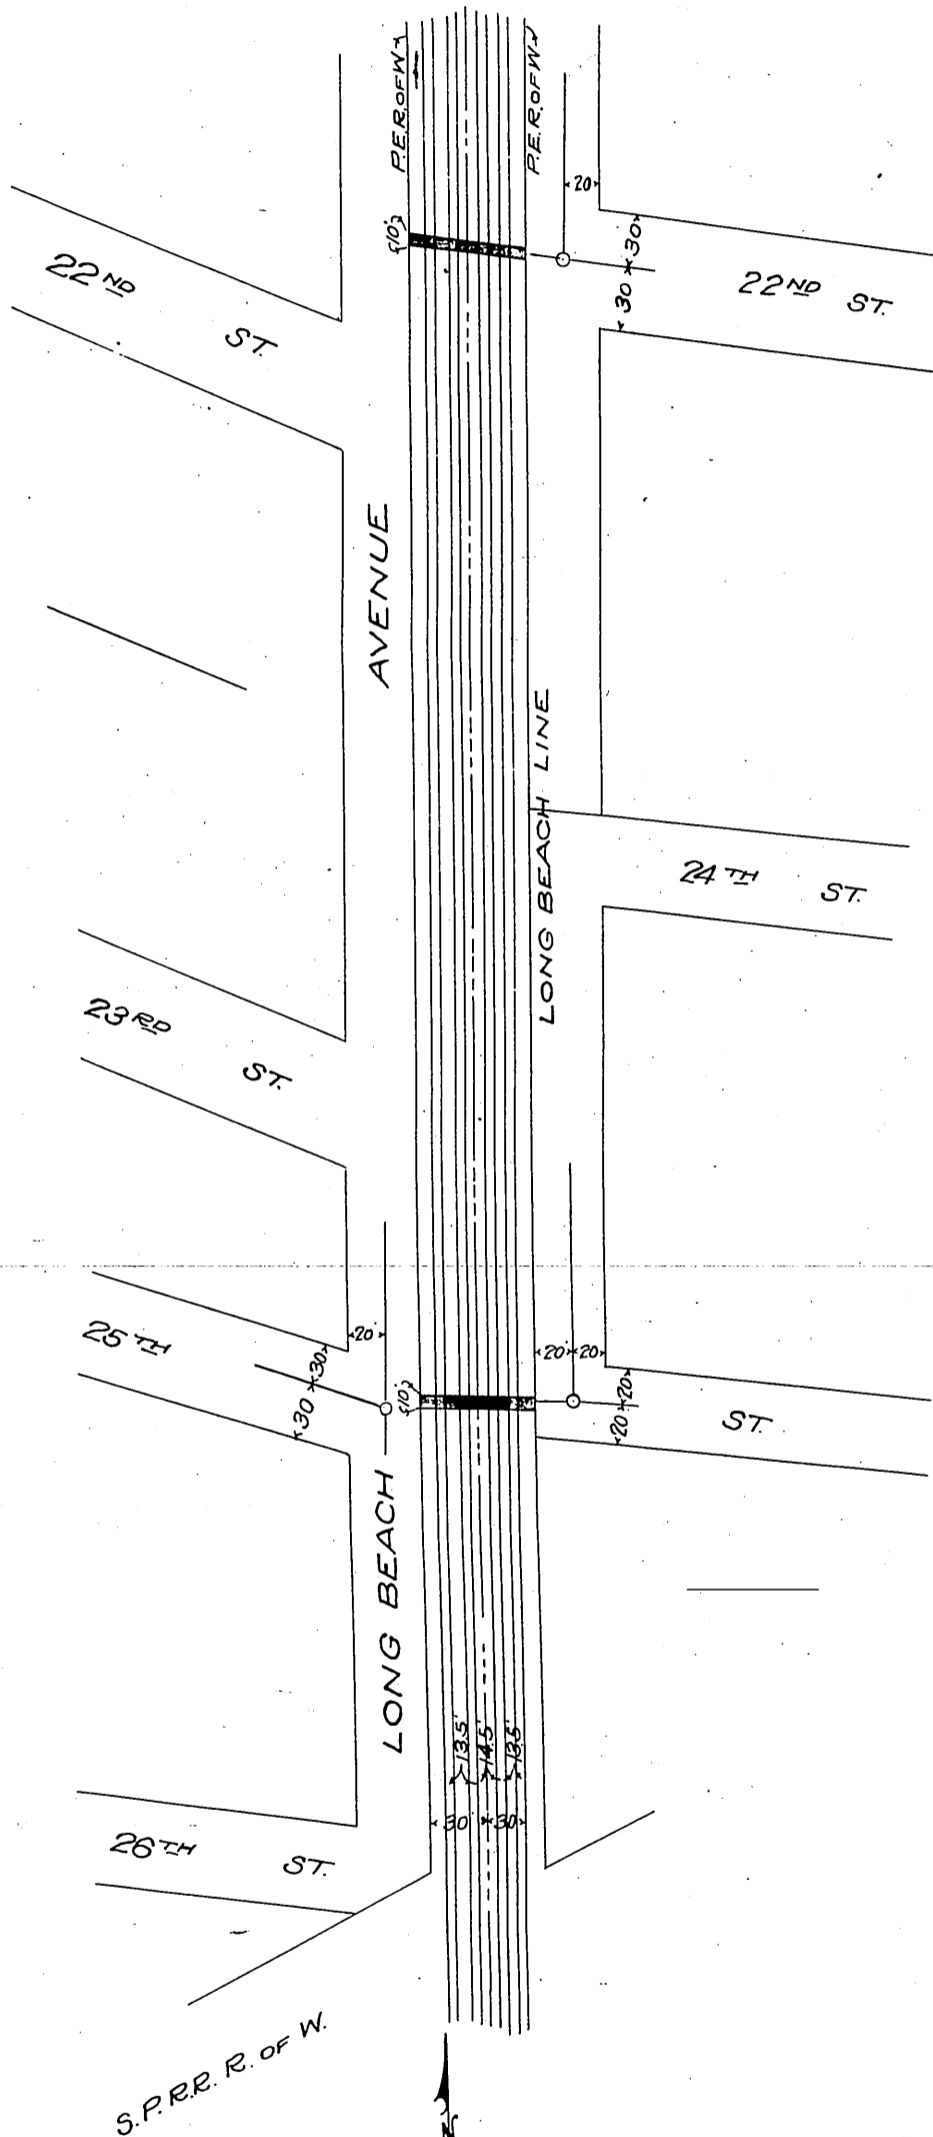 P.E.R. OF W.
P.E.R. OF W.
20
10'
30
30
22ND ST.
22ND ST.
AVENUE
LONG BEACH LINE
24TH ST.
23RD ST.
25TH
20'
30
30
10'
20'
20
20
20
ST.
LONG BEACH
13.5'
14.5'
13.5'
30
30
26TH ST.
S.P.R.R. R. OF W.
N